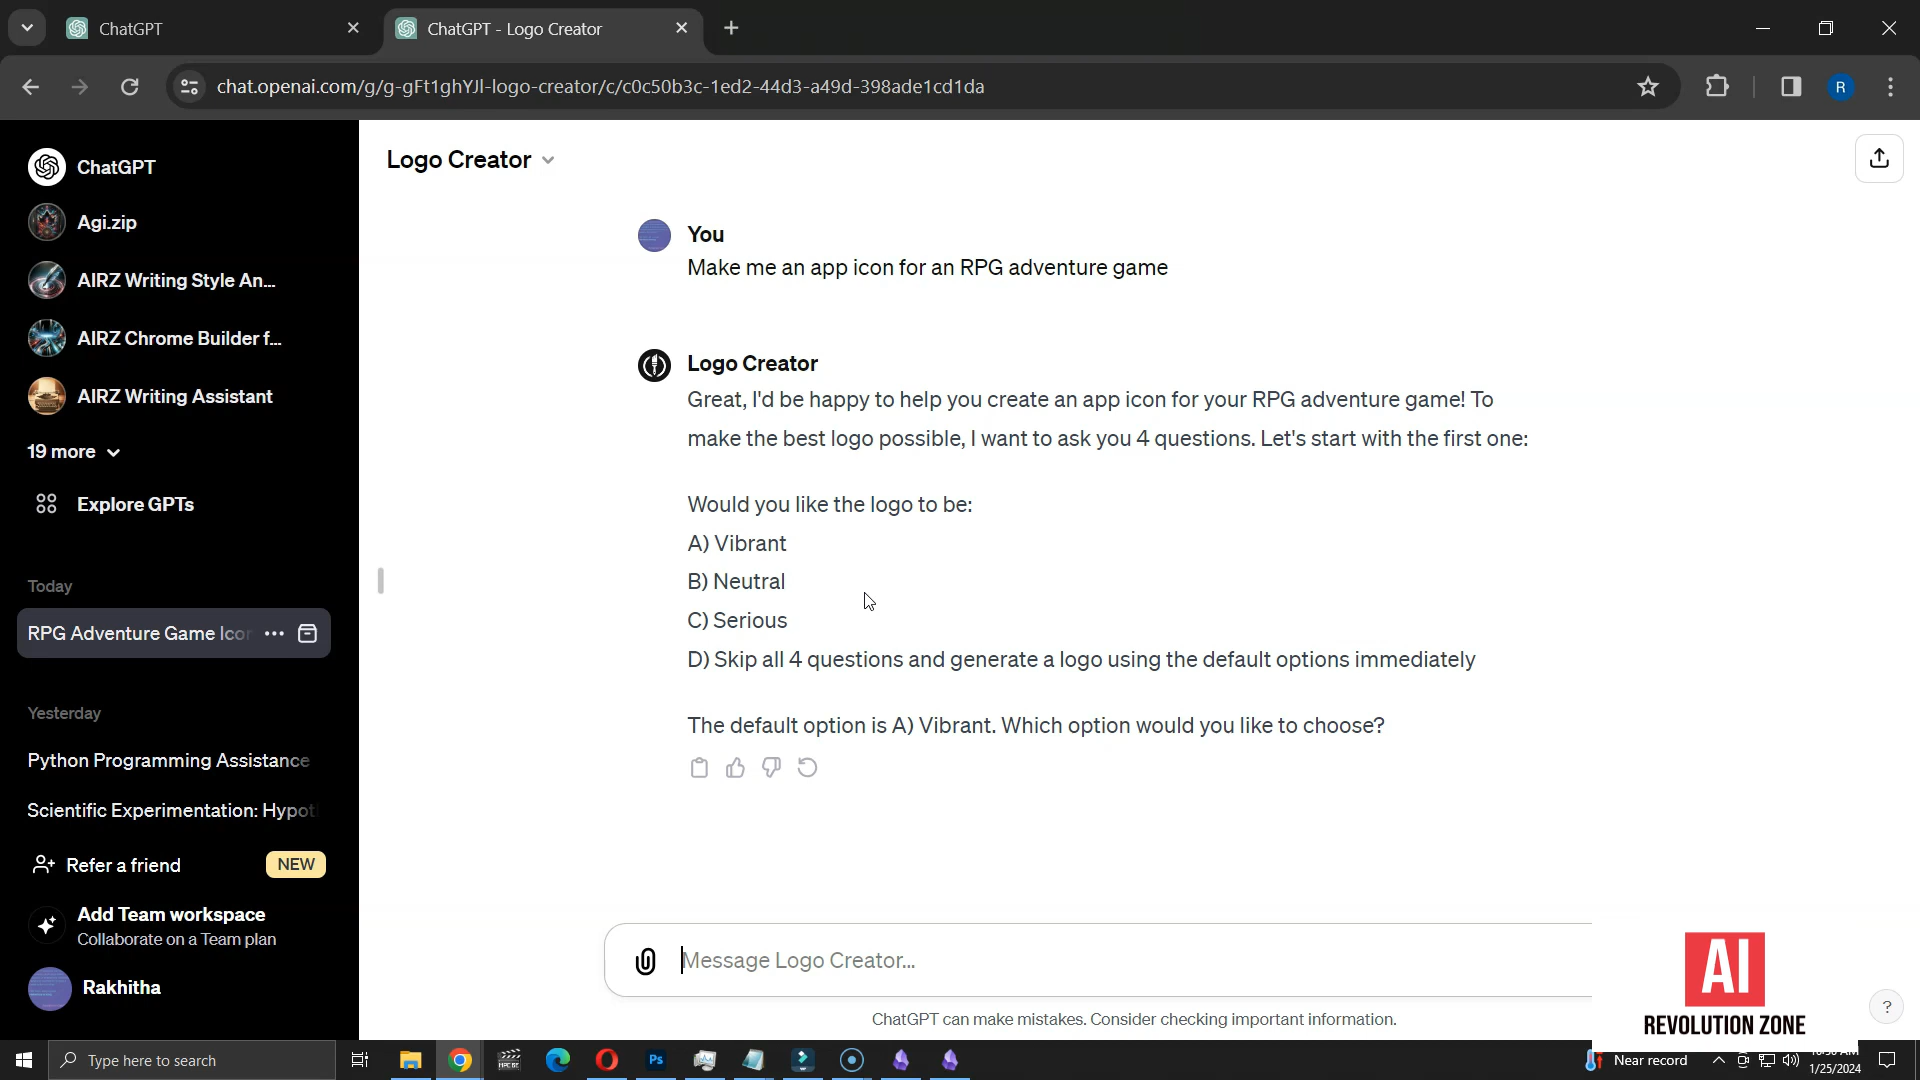 ChatGPT
ChatGPT - Logo Creator
chat.openai.com/g/g-gFt1ghYJl-logo-creator/c/c0c50b3c-1ed2-44d3-a49d-398ade1cd1da
R
ChatGPT
Agi.zip
AIRZ Writing Style An...
AIRZ Chrome Builder f...
AIRZ Writing Assistant
19 more
Explore GPTs
Today
RPG Adventure Game Icon
Yesterday
Python Programming Assistance
Scientific Experimentation: Hypot
Refer a friend
NEW
Add Team workspace
Collaborate on a Team plan
Rakhitha
Logo Creator
You
Make me an app icon for an RPG adventure game
Logo Creator
Great, I'd be happy to help you create an app icon for your RPG adventure game! To
make the best logo possible, I want to ask you 4 questions. Let's start with the first one:
Would you like the logo to be:
A) Vibrant
B) Neutral
C) Serious
D) Skip all 4 questions and generate a logo using the default options immediately
The default option is A) Vibrant. Which option would you like to choose?
Message Logo Creator...
ChatGPT can make mistakes. Consider checking important information.
AI
REVOLUTION ZONE
?
Type here to search
Ps
Near record
1/25/2024